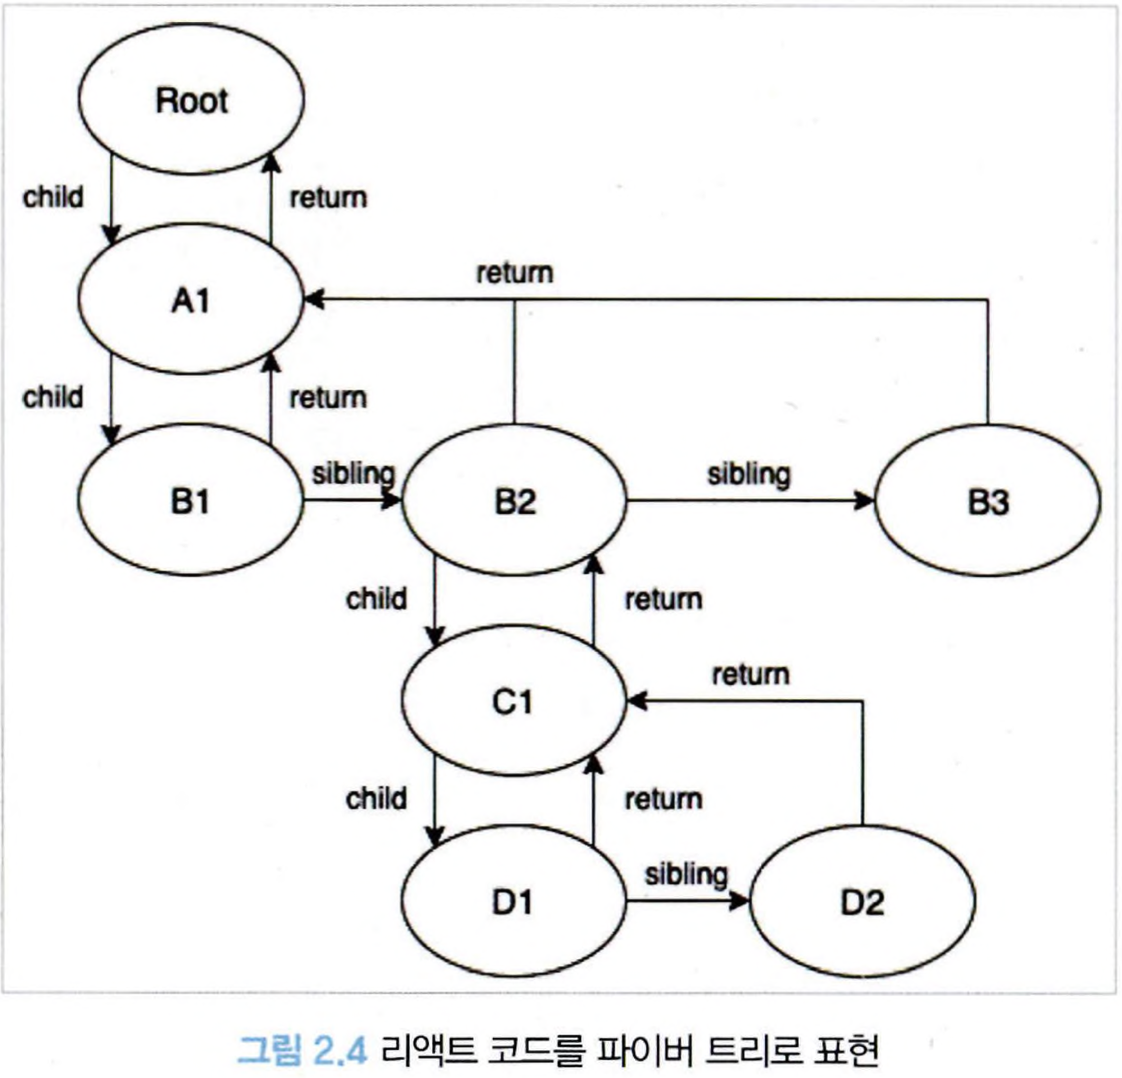 Root
child
return
return
A1
child
return
B1
sibling
B2
sibling
B3
child
return
return
C1
child
return
sibling
D1
D2
그림 2.4 리액트 코드를 파이버 트리로 표현